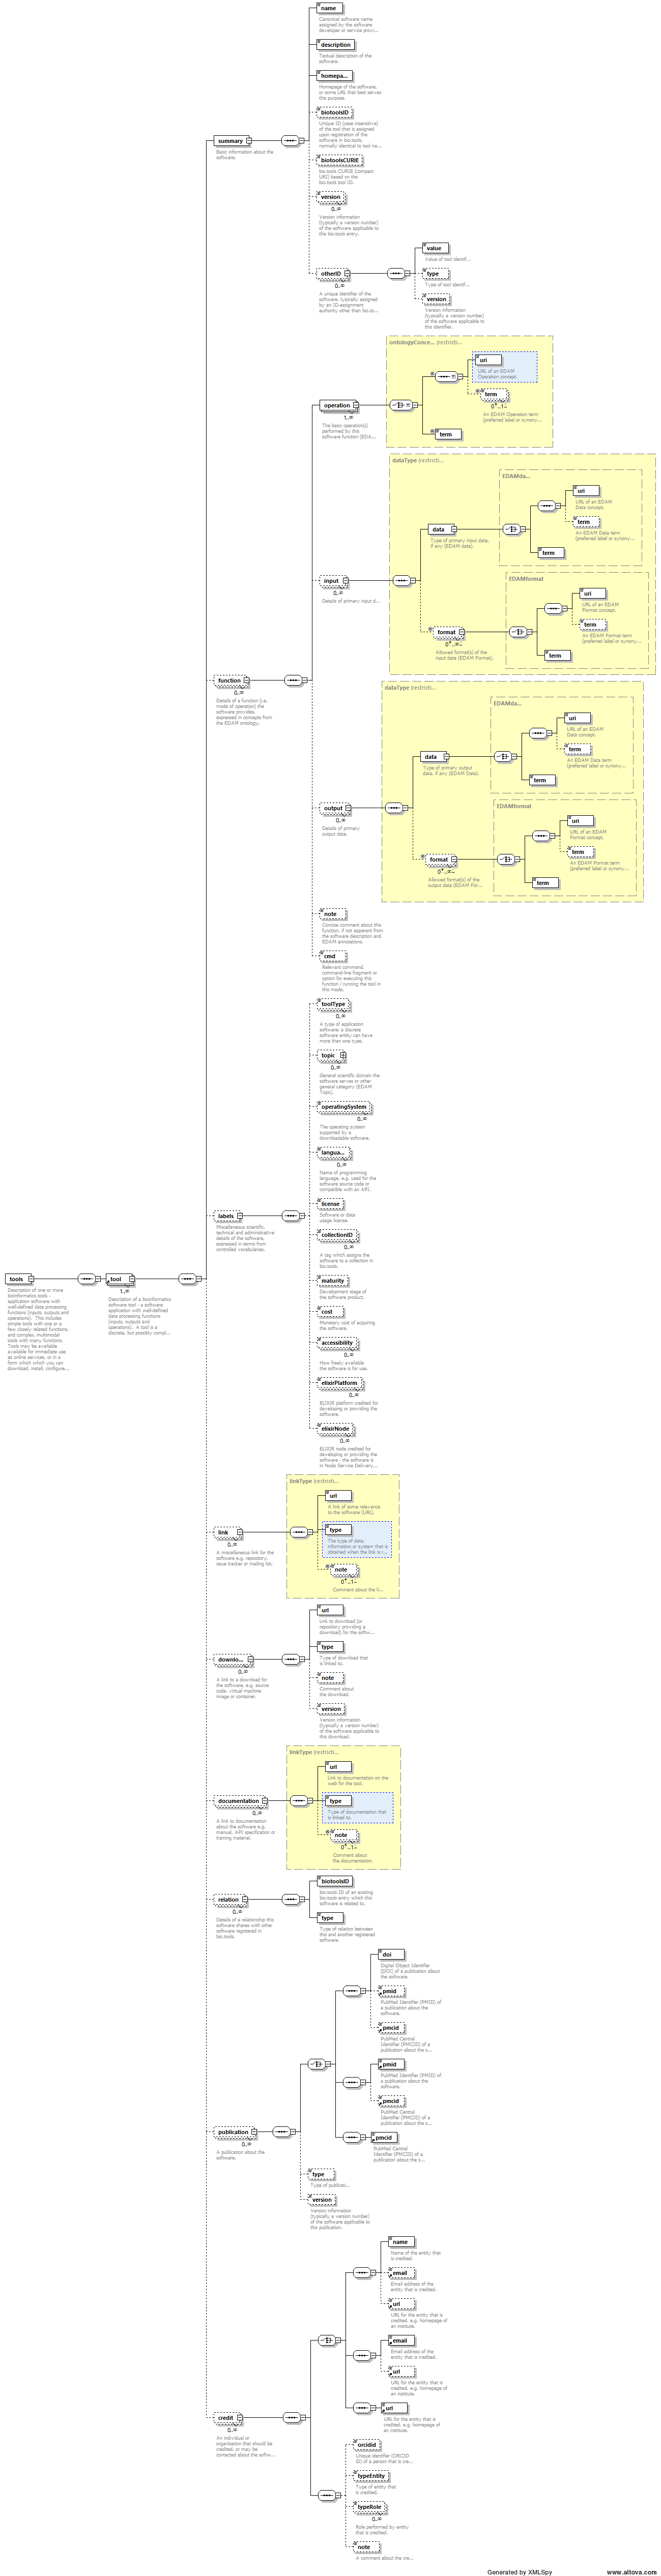 name
Canonical software name
assigned by the software
developer or service provi...
description
Textual description of the
software.
homepa...
Homepage of the software,
or some URL that best serves
this purpose.
biotoolsID
Unique ID (case insensitive)
of the tool that is assigned
upon registration of the
software in bio.tools,
normally identical to tool na...
summary
Basic information about the
software.
biotoolsCURIE
bio.tools CURIE (compact
URI) based on the
bio.tools tool ID.
version
0..∞
Version information
(typically a version number)
of the software applicable to
this bio.tools entry.
otherID
0..∞
A unique identifier of the
software, typically assigned
by an ID-assignment
authority other than bio.to...
value
Value of tool identif...
type
Type of tool identif...
version
Version information
(typically a version number)
of the software applicable to
this identifier.
ontologyConce... (restricti...
uri
URL of an EDAM
Operation concept.
term
0..1
An EDAM Operation term
(preferred label or synony...
operation
1..∞
The basic operation(s)
performed by this
software function (EDA...
term
dataType (restricti...
EDAMda...
uri
URL of an EDAM
Data concept.
term
An EDAM Data term
(preferred label or synony...
data
Type of primary input data,
if any (EDAM data).
term
input
0..∞
Details of primary input d...
EDAMformat
uri
URL of an EDAM
Format concept.
term
An EDAM Format term
(preferred label or synony...
format
0..∞
Allowed format(s) of the
input data (EDAM Format).
term
function
0..∞
Details of a function (i.e.
mode of operation) the
software provides,
expressed in concepts from
the EDAM ontology.
dataType (restricti...
EDAMda...
uri
URL of an EDAM
Data concept.
term
An EDAM Data term
(preferred label or synony...
data
Type of primary output
data, if any (EDAM Data).
term
output
0..∞
Details of primary
output data.
EDAMformat
uri
URL of an EDAM
Format concept.
term
An EDAM Format term
(preferred label or synony...
format
0..∞
Allowed format(s) of the
output data (EDAM For...
term
note
Concise comment about this
function, if not apparent from
the software description and
EDAM annotations.
cmd
Relevant command,
command-line fragment or
option for executing this
function / running the tool in
this mode.
toolType
0..∞
A type of application
software: a discrete
software entity can have
more than one type.
topic
0..∞
General scientific domain the
software serves or other
general category (EDAM
Topic).
operatingSystem
0..∞
The operating system
supported by a
downloadable software.
langua...
0..∞
Name of programming
language, e.g. used for the
software source code or
compatible with an API.
license
Software or data
usage license.
labels
Miscellaneous scientific,
technical and administrative
details of the software,
expressed in terms from
controlled vocabularies.
collectionID
0..∞
A tag which assigns
the software to a collection in
bio.tools.
maturity
Development stage of
the software product.
tools
Description of one or more
bioinformatics tools -
application software with
well-defined data processing
functions (inputs, outputs and
operations). This includes
simple tools with one or a
few closely related functions,
and complex, multimodal
tools with many functions.
Tools may be available
available for immediate use
as online services, or in a
form which which you can
download, install, configure...
tool
1..∞
Description of a bioinformatics
software tool - a software
application with well-defined
data processing functions
(inputs, outputs and
operations). A tool is a
discrete, but possibly compl...
cost
Monetary cost of acquiring
the software.
accessibility
0..∞
How freely available
the software is for use.
elixirPlatform
0..∞
ELIXIR platform credited for
developing or providing the
software.
elixirNode
0..∞
ELIXIR node credited for
developing or providing the
software - the software is
in Node Service Delivery...
linkType (restricti...
url
A link of some relevance
to the software (URL).
type
The type of data,
information or system that is
obtained when the link is r...
note
0..1
Comment about the li...
link
0..∞
A miscellaneous link for the
software e.g. repository,
issue tracker or mailing list.
url
Link to download (or
repository providing a
download) for the softw...
type
Type of download that
is linked to.
downlo...
0..∞
A link to a download for
the software, e.g. source
code, virtual machine
image or container.
note
Comment about
the download.
version
Version information
(typically a version number)
of the software applicable to
this download.
linkType (restricti...
url
Link to documentation on the
web for the tool.
type
Type of documentation that
is linked to.
note
0..1
Comment about
the documentation.
documentation
0..∞
A link to documentation
about the software e.g.
manual, API specification or
training material.
biotoolsID
bio.tools ID of an existing
bio.tools entry which this
software is related to.
relation
0..∞
Details of a relationship this
software shares with other
software registered in
bio.tools.
type
Type of relation between
this and another registered
software.
doi
Digital Object Identifier
(DOI) of a publication about
the software.
pmid
PubMed Identifier (PMID) of
a publication about the
software.
pmcid
PubMed Central
Identifier (PMCID) of a
publication about the s...
pmid
PubMed Identifier (PMID) of
a publication about the
software.
pmcid
PubMed Central
Identifier (PMCID) of a
publication about the s...
publication
0..∞
A publication about the
software.
pmcid
PubMed Central
Identifier (PMCID) of a
publication about the s...
type
Type of publicati...
version
Version information
(typically a version number)
of the software applicable to
this publication.
name
Name of the entity that
is credited.
email
Email address of the
entity that is credited.
url
URL for the entity that is
credited, e.g. homepage of
an institute.
email
Email address of the
entity that is credited.
url
URL for the entity that is
credited, e.g. homepage of
an institute.
url
URL for the entity that is
credited, e.g. homepage of
an institute.
credit
0..∞
An individual or
organisation that should be
credited, or may be
contacted about the softw...
orcidid
Unique identifier (ORCID
iD) of a person that is cre...
typeEntity
Type of entity that
is credited.
typeRole
0..∞
Role performed by entity
that is credited.
note
A comment about the cre...
Generated by XMLSpy
www.altova.com